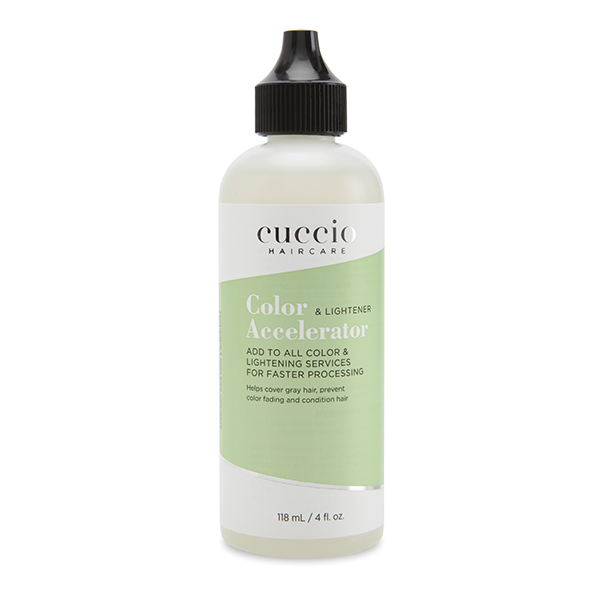 cuccio
HAIRCARE
Color & LIGHTENER
Accelerator
ADD TO ALL COLOR &
LIGHTENING SERVICES
FOR FASTER PROCESSING
Helps cover gray hair, prevent
color fading and condition hair
118 mL / 4 fl. oz.